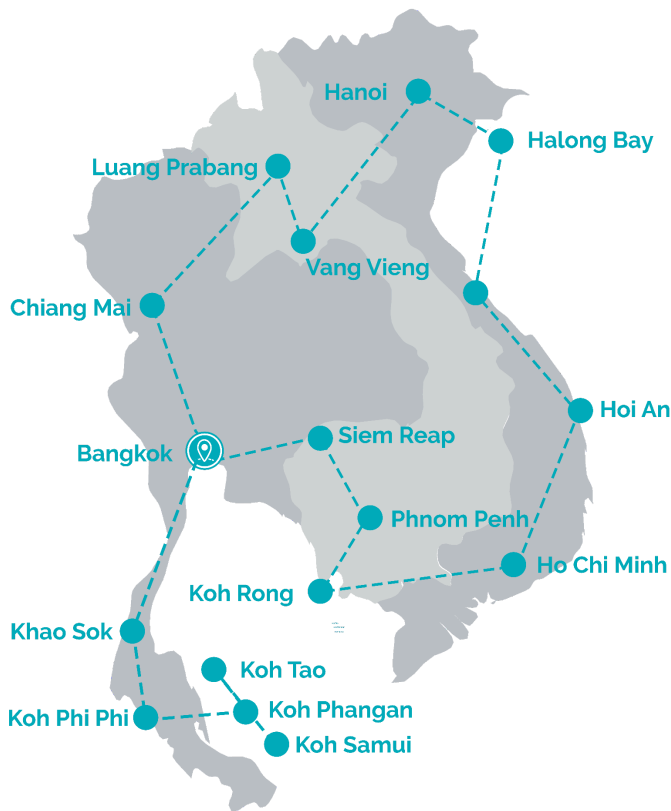 Hanoi
Halong Bay
Luang Prabang
Vang Vieng
Chiang Mai
Hoi An
Siem Reap
Bangkok
Phnom Penh
Ho Chi Minh
Koh Rong
Khao Sok
Koh Tao
Koh Phangan
Koh Phi Phi
Koh Samui